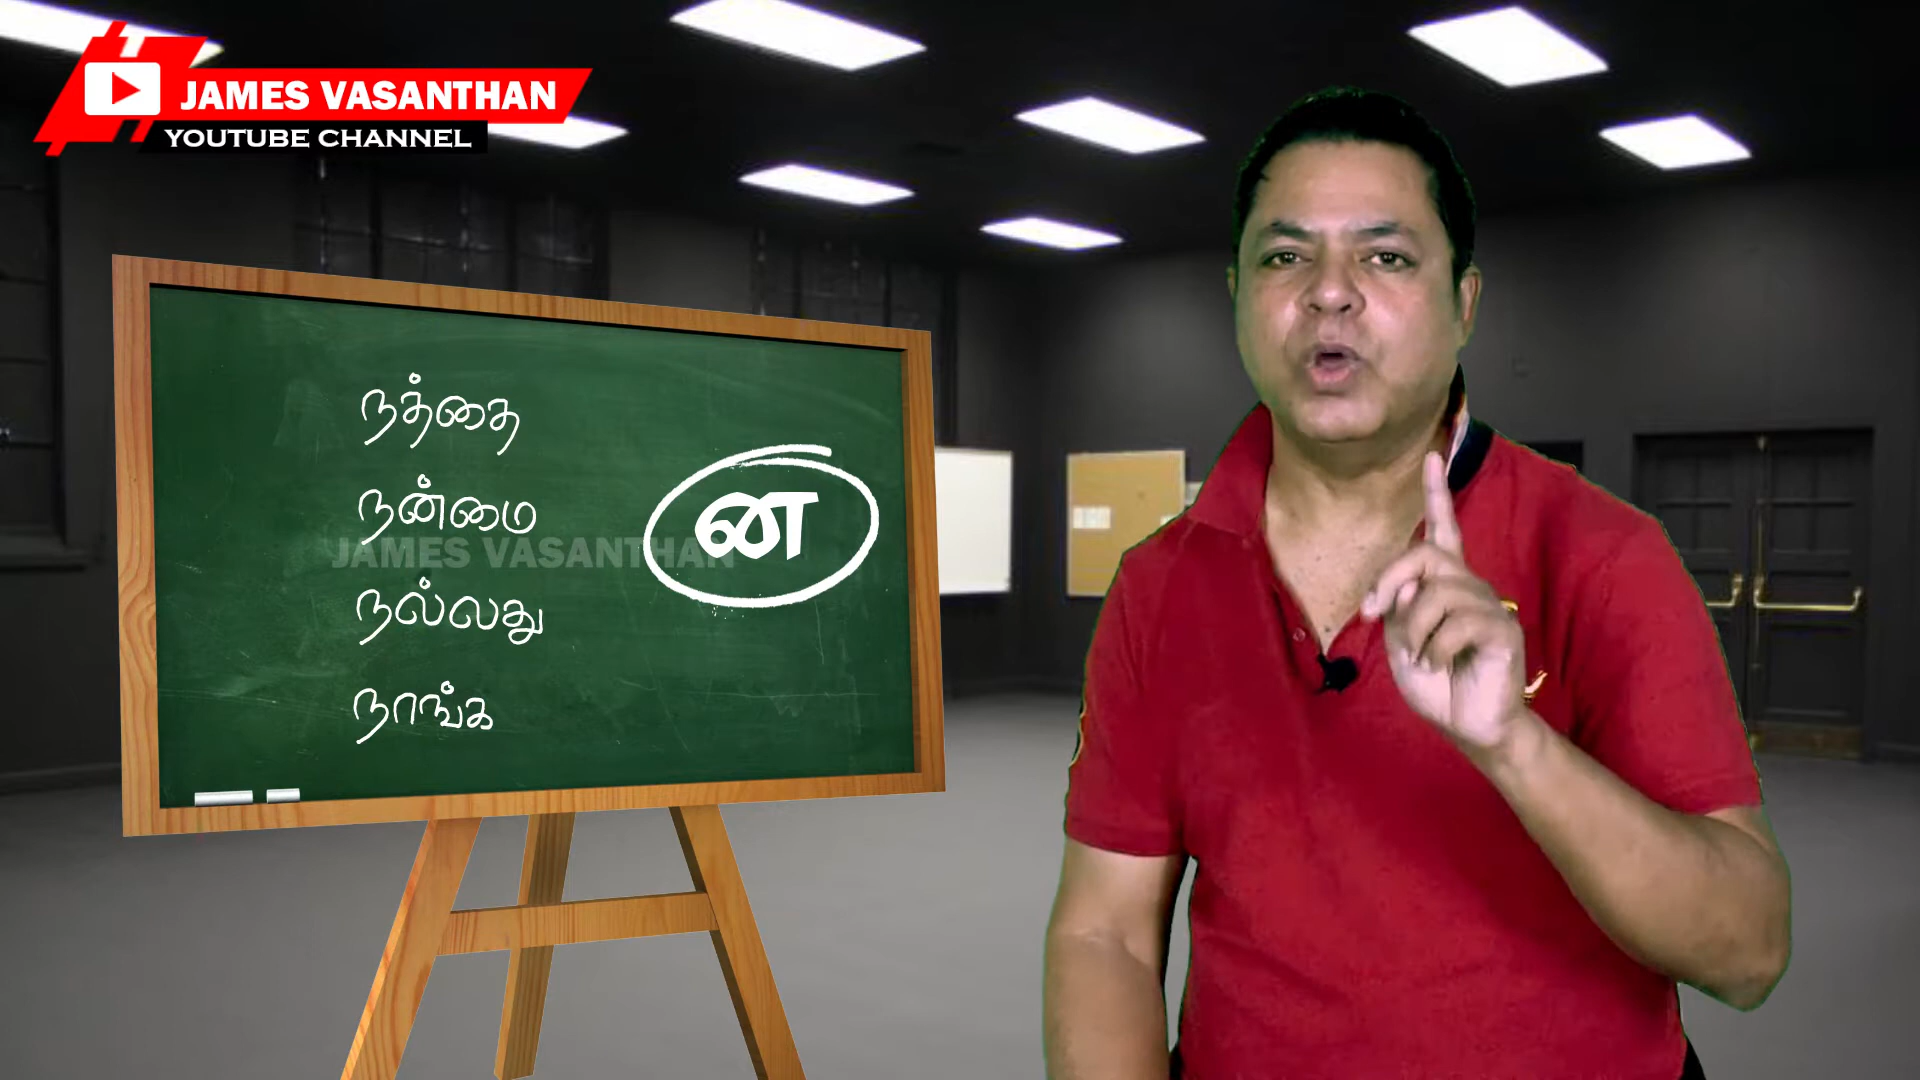 JAMES VASANTHAN
YOUTUBE CHANNEL
நத்தை
நன்மை
ன
JAMES VASANTHAN
நல்லது
நாங்க